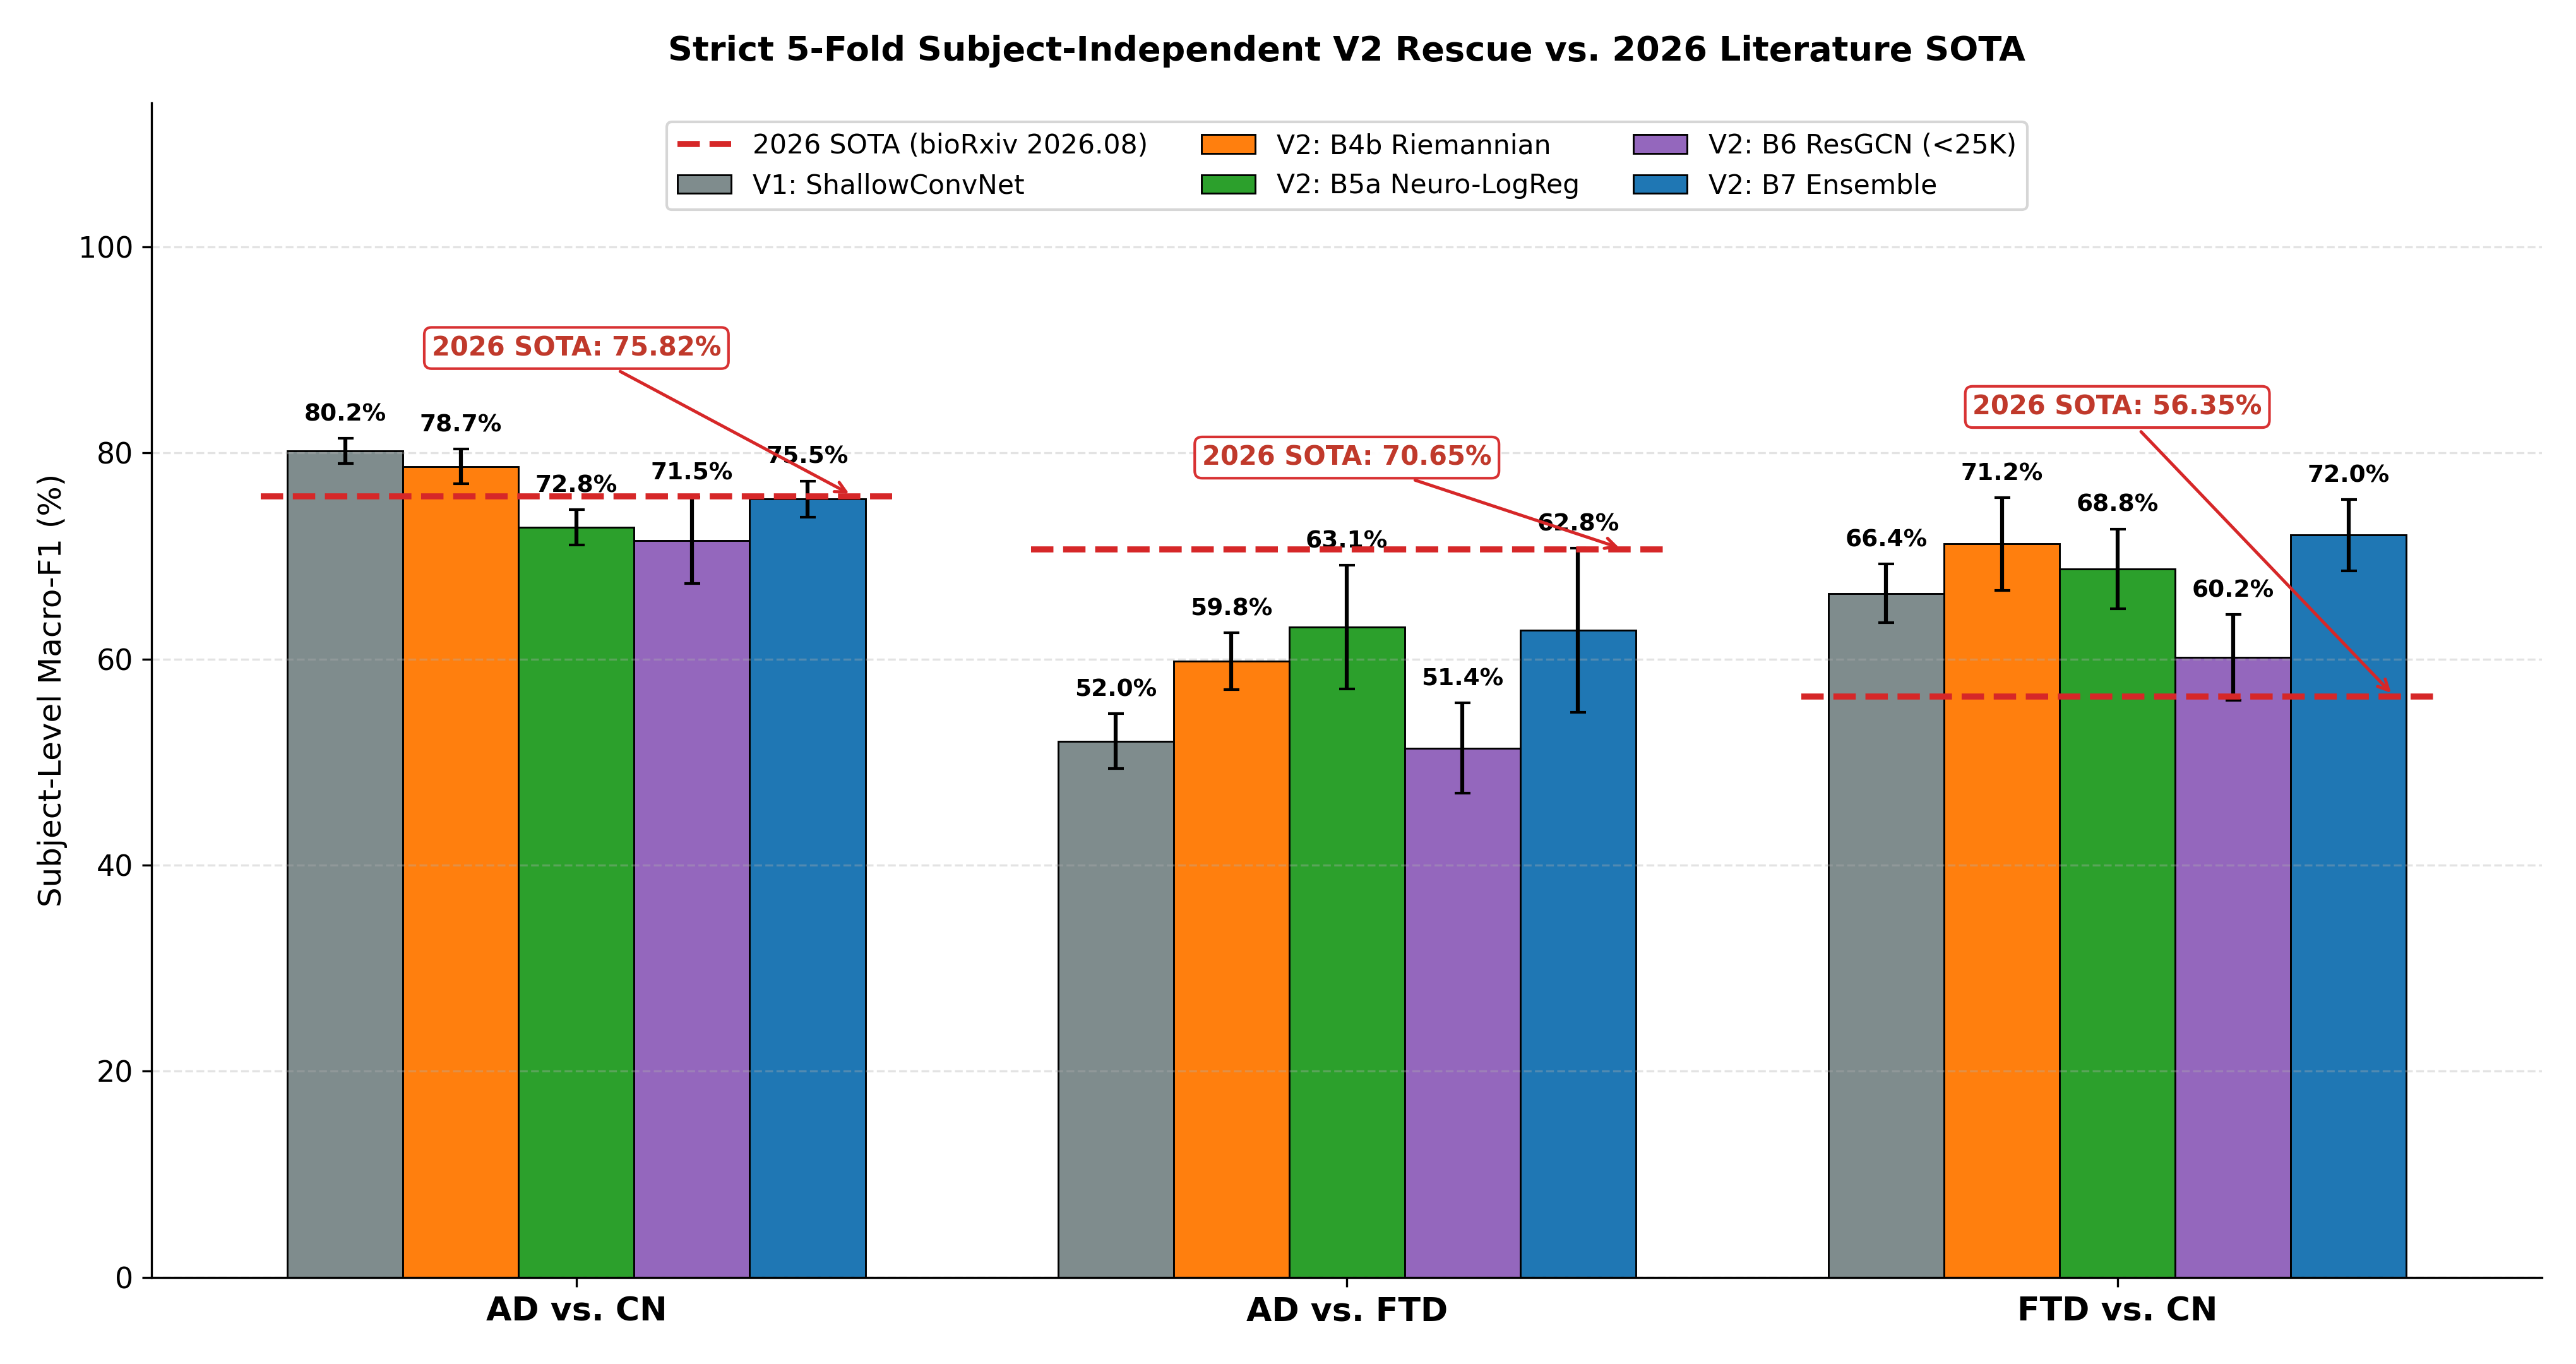 Strict 5-Fold Subject-Independent V2 Rescue vs. 2026 Literature SOTA
2026 SOTA (bioRxiv 2026.08)
V1: ShallowConvNet
V2: B4b Riemannian
V2: B5a Neuro-LogReg
V2: B6 ResGCN (<25K)
V2: B7 Ensemble
Subject-Level Macro-F1 (%)
100
80
60
40
20
0
2026 SOTA: 75.82%
80.2%
78.7%
72.8%
71.5%
75.5%
2026 SOTA: 70.65%
52.0%
59.8%
63.1%
51.4%
62.8%
2026 SOTA: 56.35%
66.4%
71.2%
68.8%
60.2%
72.0%
AD vs. CN
AD vs. FTD
FTD vs. CN